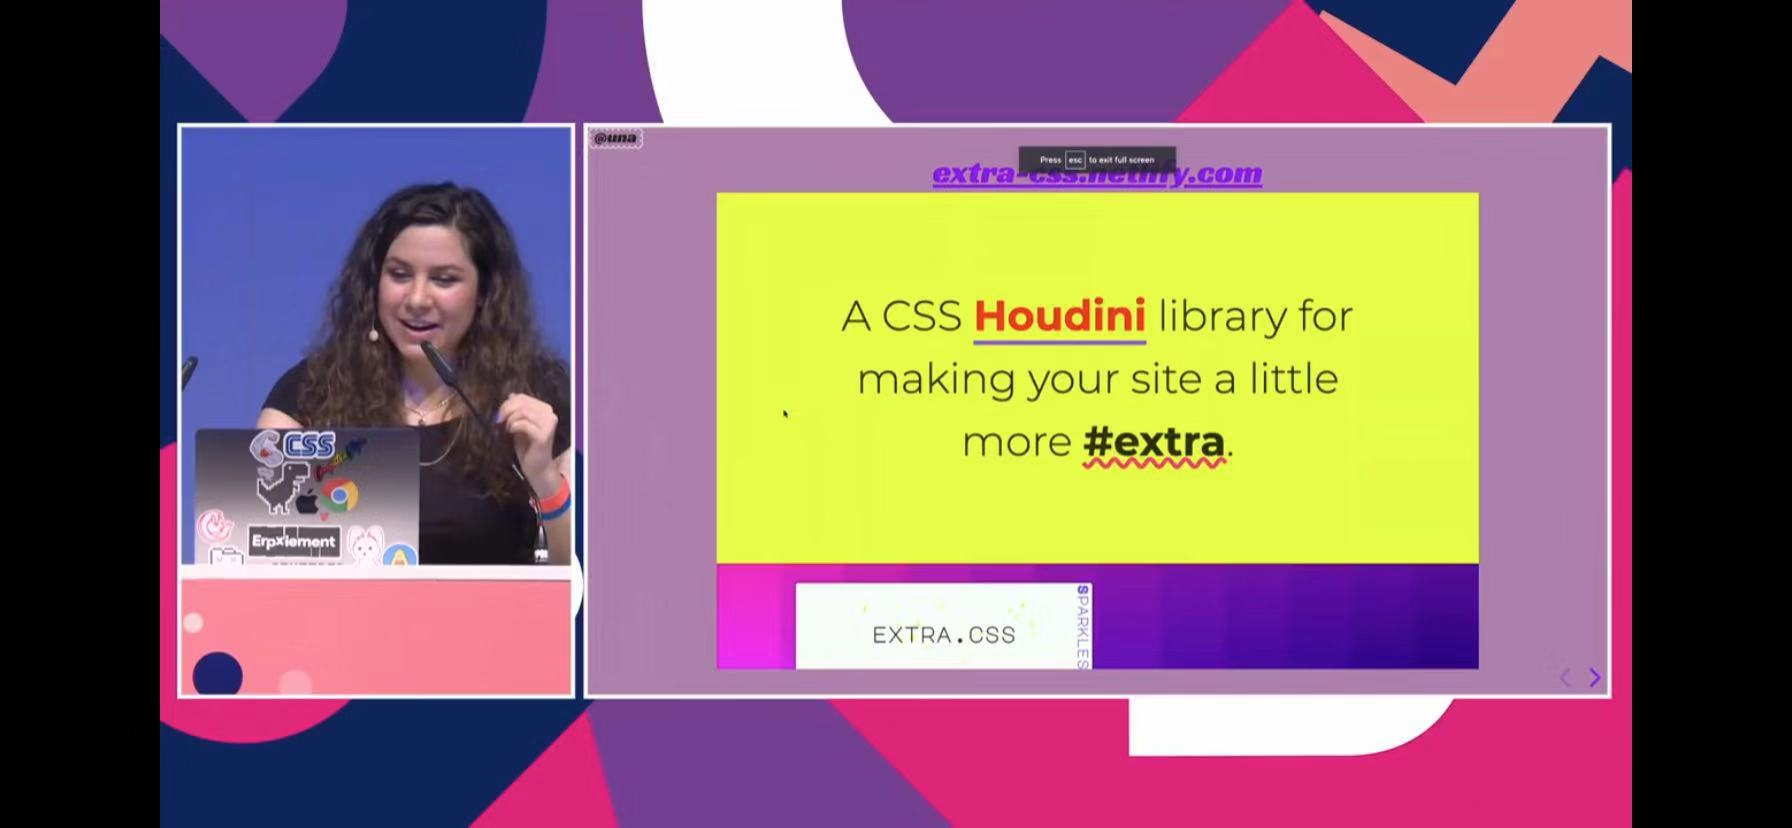 @una
Press esc to exit full screen
extra-css.netlify.com
A CSS Houdini library for
making your site a little
more #extra.
EXTRA.CSS
SPARKLES
CSS
Erpxlement